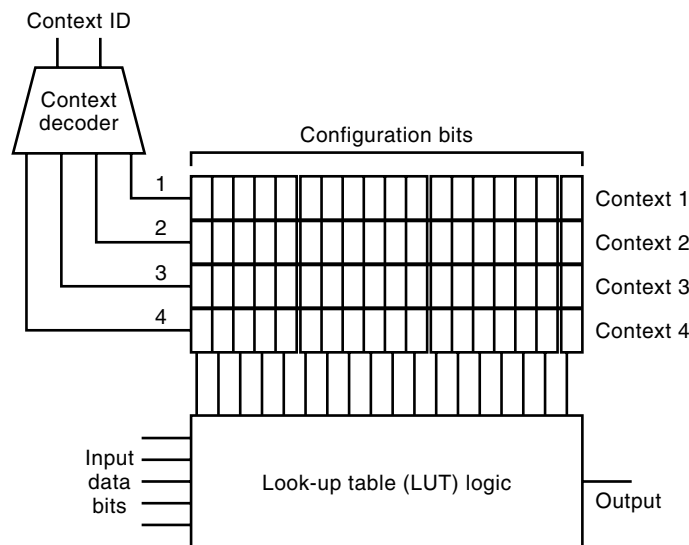 Context ID
Context
decoder
Configuration bits
1
Context 1
2
Context 2
3
Context 3
4
Context 4
Input
data
bits
Look-up table (LUT) logic
Output